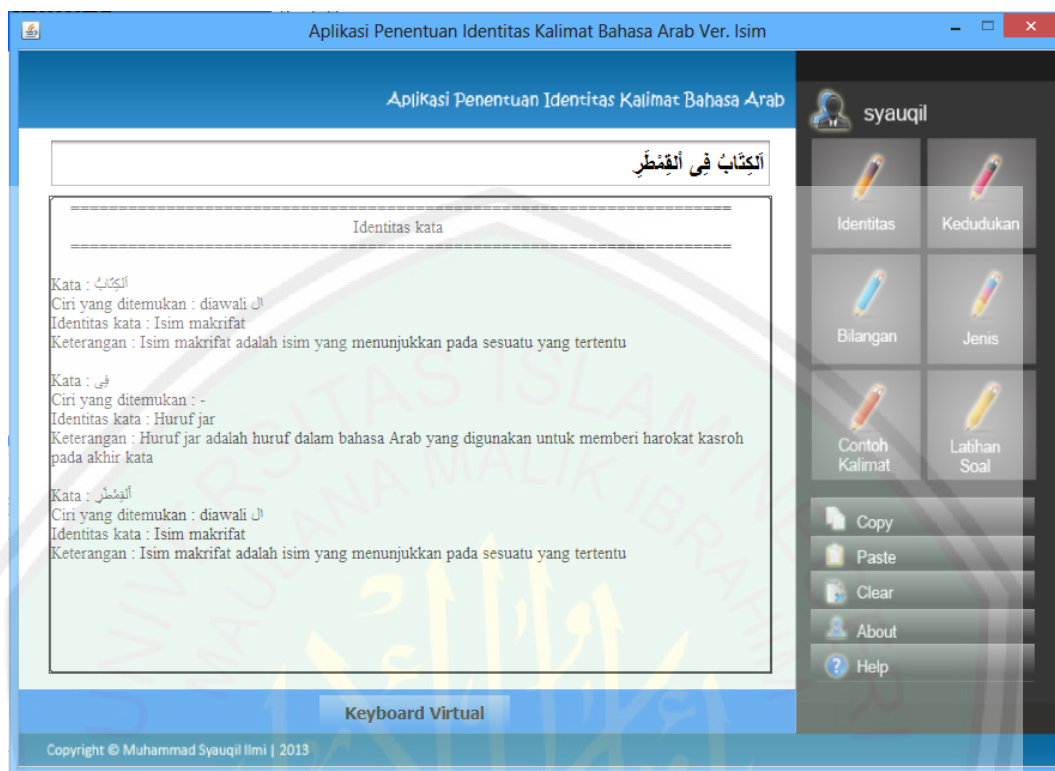 Aplikasi Penentuan Identitas Kalimat Bahasa Arab Ver. Isim
Aplikasi Penentuan Identitas Kalimat Bahasa Arab
syauqil
اَلكِتَابُ فِى اْلقِمْطَرِ
Identitas
Kedudukan
Bilangan
Jenis
Contoh
Kalimat
Latihan
Soal
Copy
Paste
Clear
About
Help
==========================================================================
Identitas kata
==========================================================================
Kata : اَلكِتَابُ
Ciri yang ditemukan : diawali ال
Identitas kata : Isim makrifat
Keterangan : Isim makrifat adalah isim yang menunjukkan pada sesuatu yang tertentu
Kata : فِى
Ciri yang ditemukan : -
Identitas kata : Huruf jar
Keterangan : Huruf jar adalah huruf dalam bahasa Arab yang digunakan untuk memberi harokat kasroh
pada akhir kata
Kata : اْلقِمْطَرِ
Ciri yang ditemukan : diawali ال
Identitas kata : Isim makrifat
Keterangan : Isim makrifat adalah isim yang menunjukkan pada sesuatu yang tertentu
Keyboard Virtual
Copyright © Muhammad Syauqil Ilmi | 2013